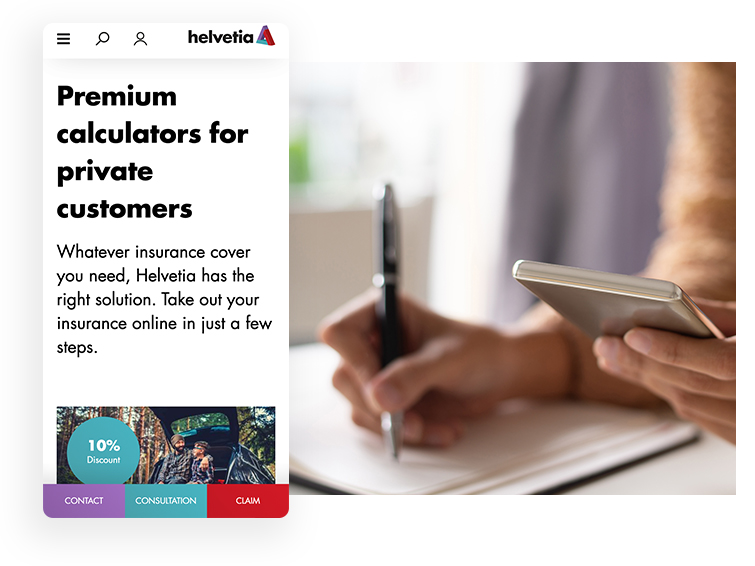 helvetia
Premium
calculators for
private
customers
Whatever insurance cover
you need, Helvetia has the
right solution. Take out your
insurance online in just a few
steps.
10%
Discount
CONTACT CONSULTATION CLAIM